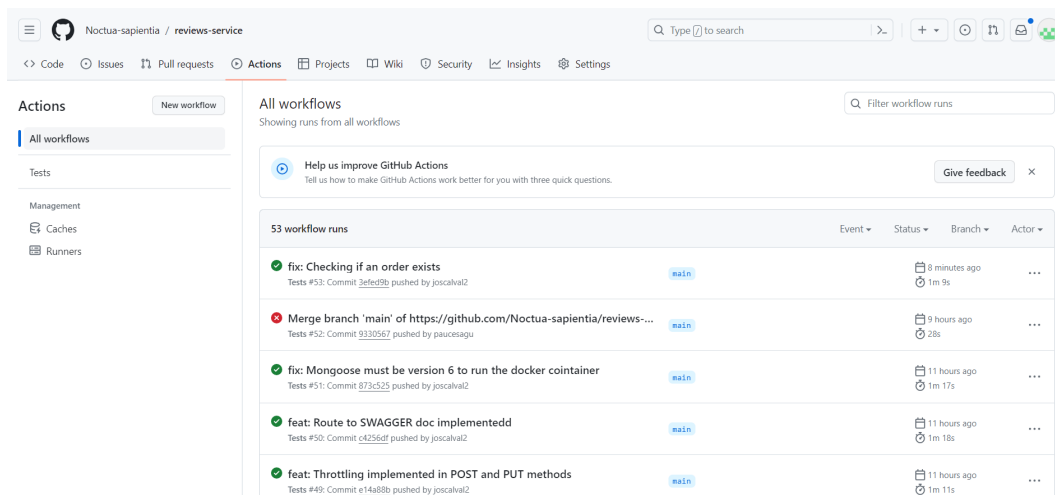 Noctua-sapientia / reviews-service
Type / to search
Code Issues Pull requests Actions Projects Wiki Security Insights Settings
Actions
New workflow
All workflows
Tests
Management
Caches
Runners
All workflows
Showing runs from all workflows
Filter workflow runs
Help us improve GitHub Actions
Tell us how to make GitHub Actions work better for you with three quick questions.
Give feedback
53 workflow runs
Event Status Branch Actor
fix: Checking if an order exists
Tests #53: Commit 3efed9b pushed by joscalval2
main
8 minutes ago
1m 9s
Merge branch 'main' of https://github.com/Noctua-sapientia/reviews-...
Tests #52: Commit 9330567 pushed by paucesagu
main
9 hours ago
28s
fix: Mongoose must be version 6 to run the docker cointainer
Tests #51: Commit 873c525 pushed by joscalval2
main
11 hours ago
1m 17s
feat: Route to SWAGGER doc implementedd
Tests #50: Commit c4256df pushed by joscalval2
main
11 hours ago
1m 18s
feat: Throttling implemented in POST and PUT methods
Tests #49: Commit e14a88b pushed by joscalval2
main
11 hours ago
1m 11s